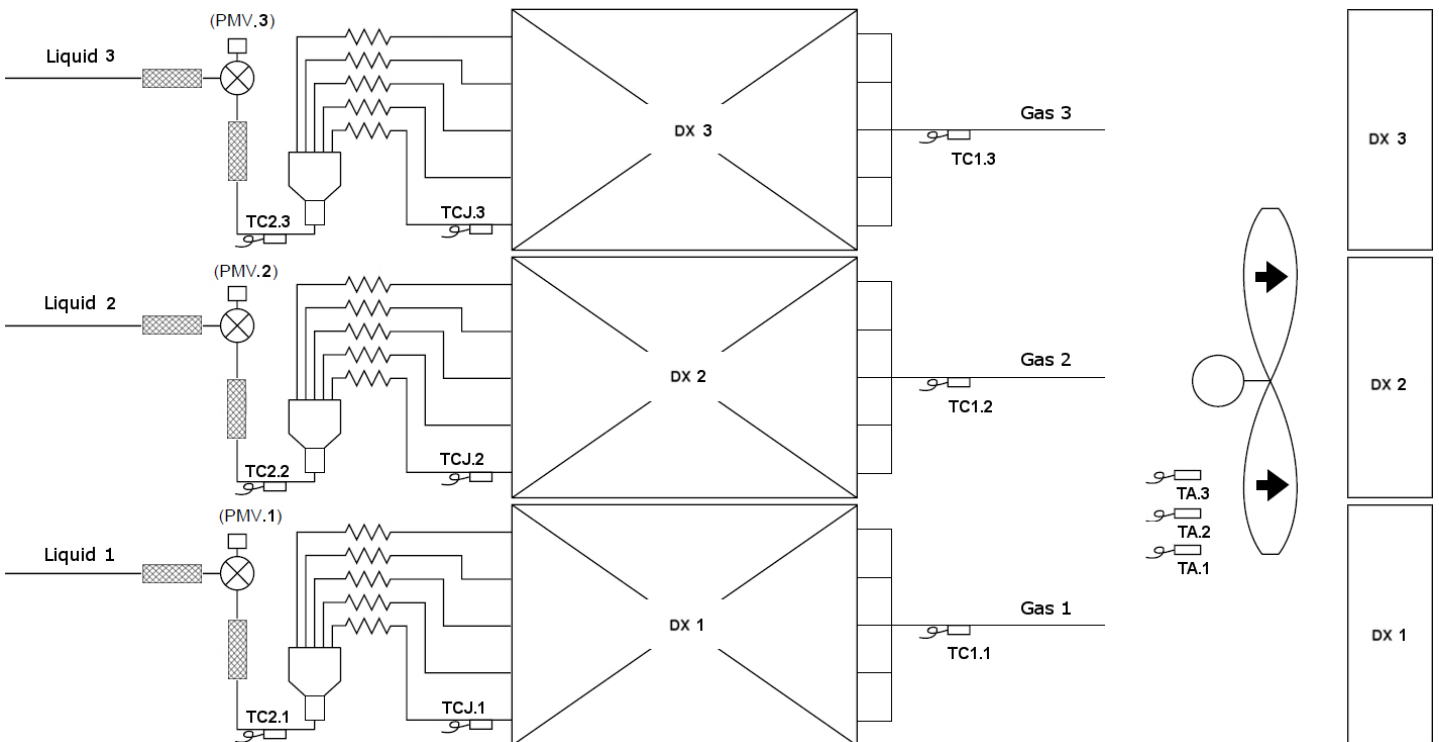 (PMV.3)
Liquid 3
DX 3
Gas 3
TC1.3
DX 3
TC2.3
TCJ.3
(PMV.2)
Liquid 2
DX 2
Gas 2
TC1.2
DX 2
TC2.2
TCJ.2
TA.3
TA.2
TA.1
(PMV.1)
Liquid 1
DX 1
Gas 1
TC1.1
DX 1
TC2.1
TCJ.1